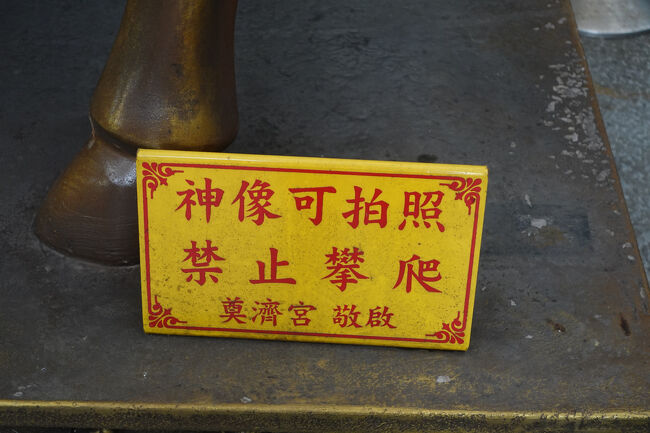 神像可拍照
禁止攀爬
奠濟宮 敬啟